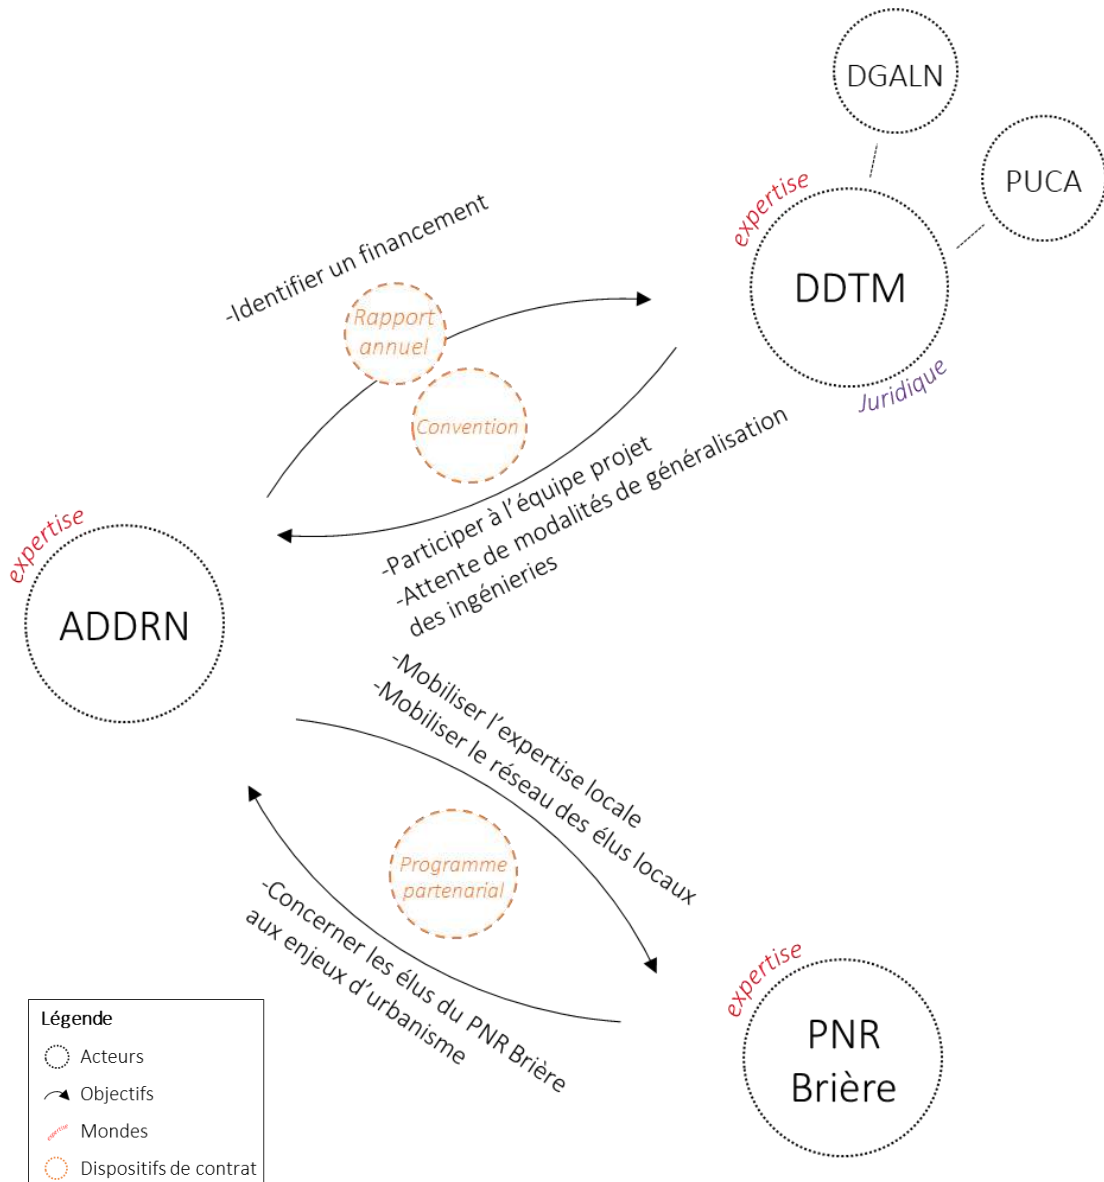 DGALN
PUCA
expertise
DDTM
Juridique
-Identifier un financement
Rapport
annuel
Convention
-Participer à l'équipe projet
-Attente de modalités de généralisation
des ingénieries
expertise
ADDRN
-Mobiliser l'expertise locale
-Mobiliser le réseau des élus locaux
Programme
partenarial
-Concerner les élus du PNR Brière
aux enjeux d'urbanisme
expertise
PNR
Brière
Légende
Acteurs
Objectifs
expertise
Mondes
Dispositifs de contrat